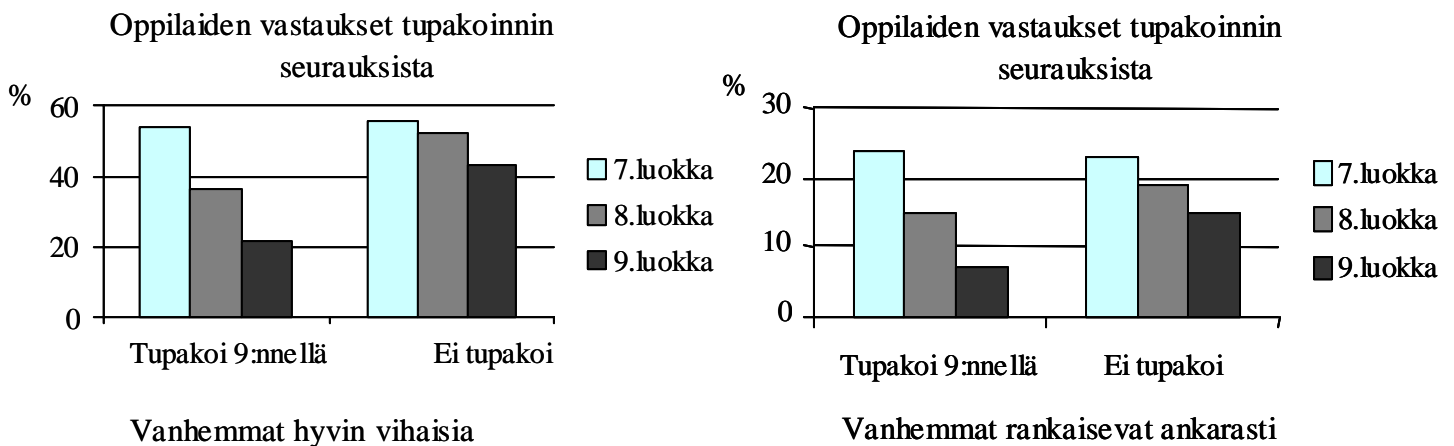 Oppilaiden vastaukset tupakoinnin
seurauksista
%
60
40
20
0
7.luokka
8.luokka
9.luokka
Tupakoi 9:nnellä Ei tupakoi
Vanhemmat hyvin vihaisia
Oppilaiden vastaukset tupakoinnin
seurauksista
%
30
20
10
0
7.luokka
8.luokka
9.luokka
Tupakoi 9:nnellä Ei tupakoi
Vanhemmat rankaisevat ankarasti